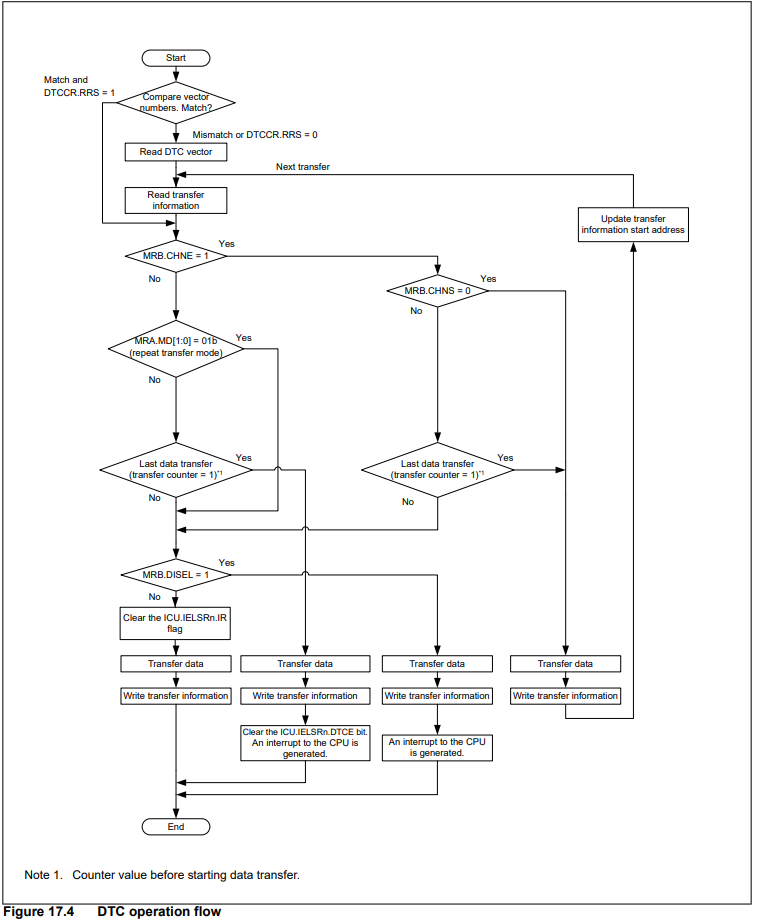 Start
Match and
DTCCR.RRS = 1
Compare vector
numbers. Match?
Mismatch or DTCCR.RRS = 0
Read DTC vector
Next transfer
Read transfer
information
Update transfer
information start address
Yes
MRB.CHNE = 1
No
Yes
MRB.CHNS = 0
No
MRA.MD[1:0] = 01b
(repeat transfer mode)
Yes
No
Last data transfer
(transfer counter = 1)*1
Yes
No
Last data transfer
(transfer counter = 1)*1
Yes
No
MRB.DISEL = 1
Yes
No
Clear the ICU.IELSRn.IR
flag
Transfer data
Transfer data
Transfer data
Transfer data
Write transfer information
Write transfer information
Write transfer information
Write transfer information
Clear the ICU.IELSRn.DTCE bit.
An interrupt to the CPU is
generated.
An interrupt to the CPU
is generated.
End
Note 1. Counter value before starting data transfer.
Figure 17.4 DTC operation flow